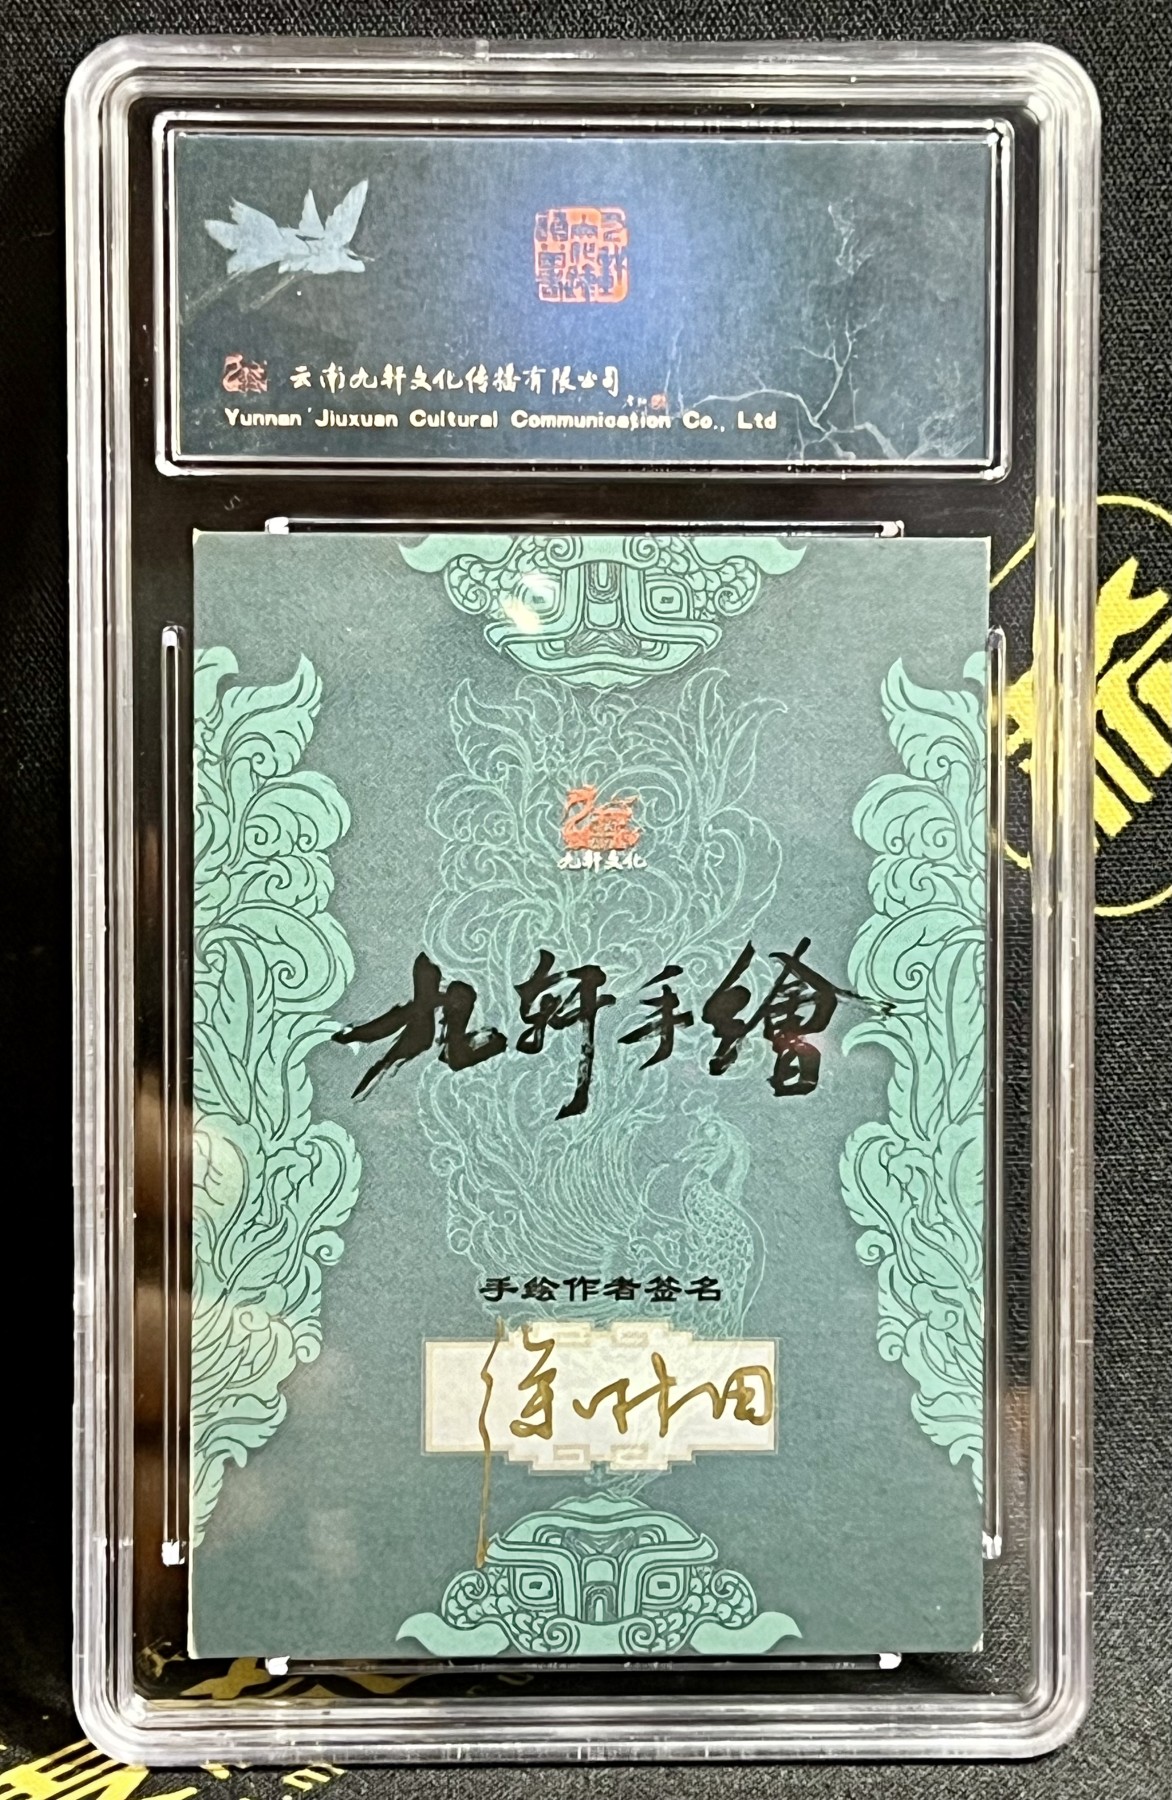 云南九轩文化传播有限公司
Yunnan Jiuxuan Cultural Communication Co., Ltd
九轩文化
九轩手繪
手绘作者签名